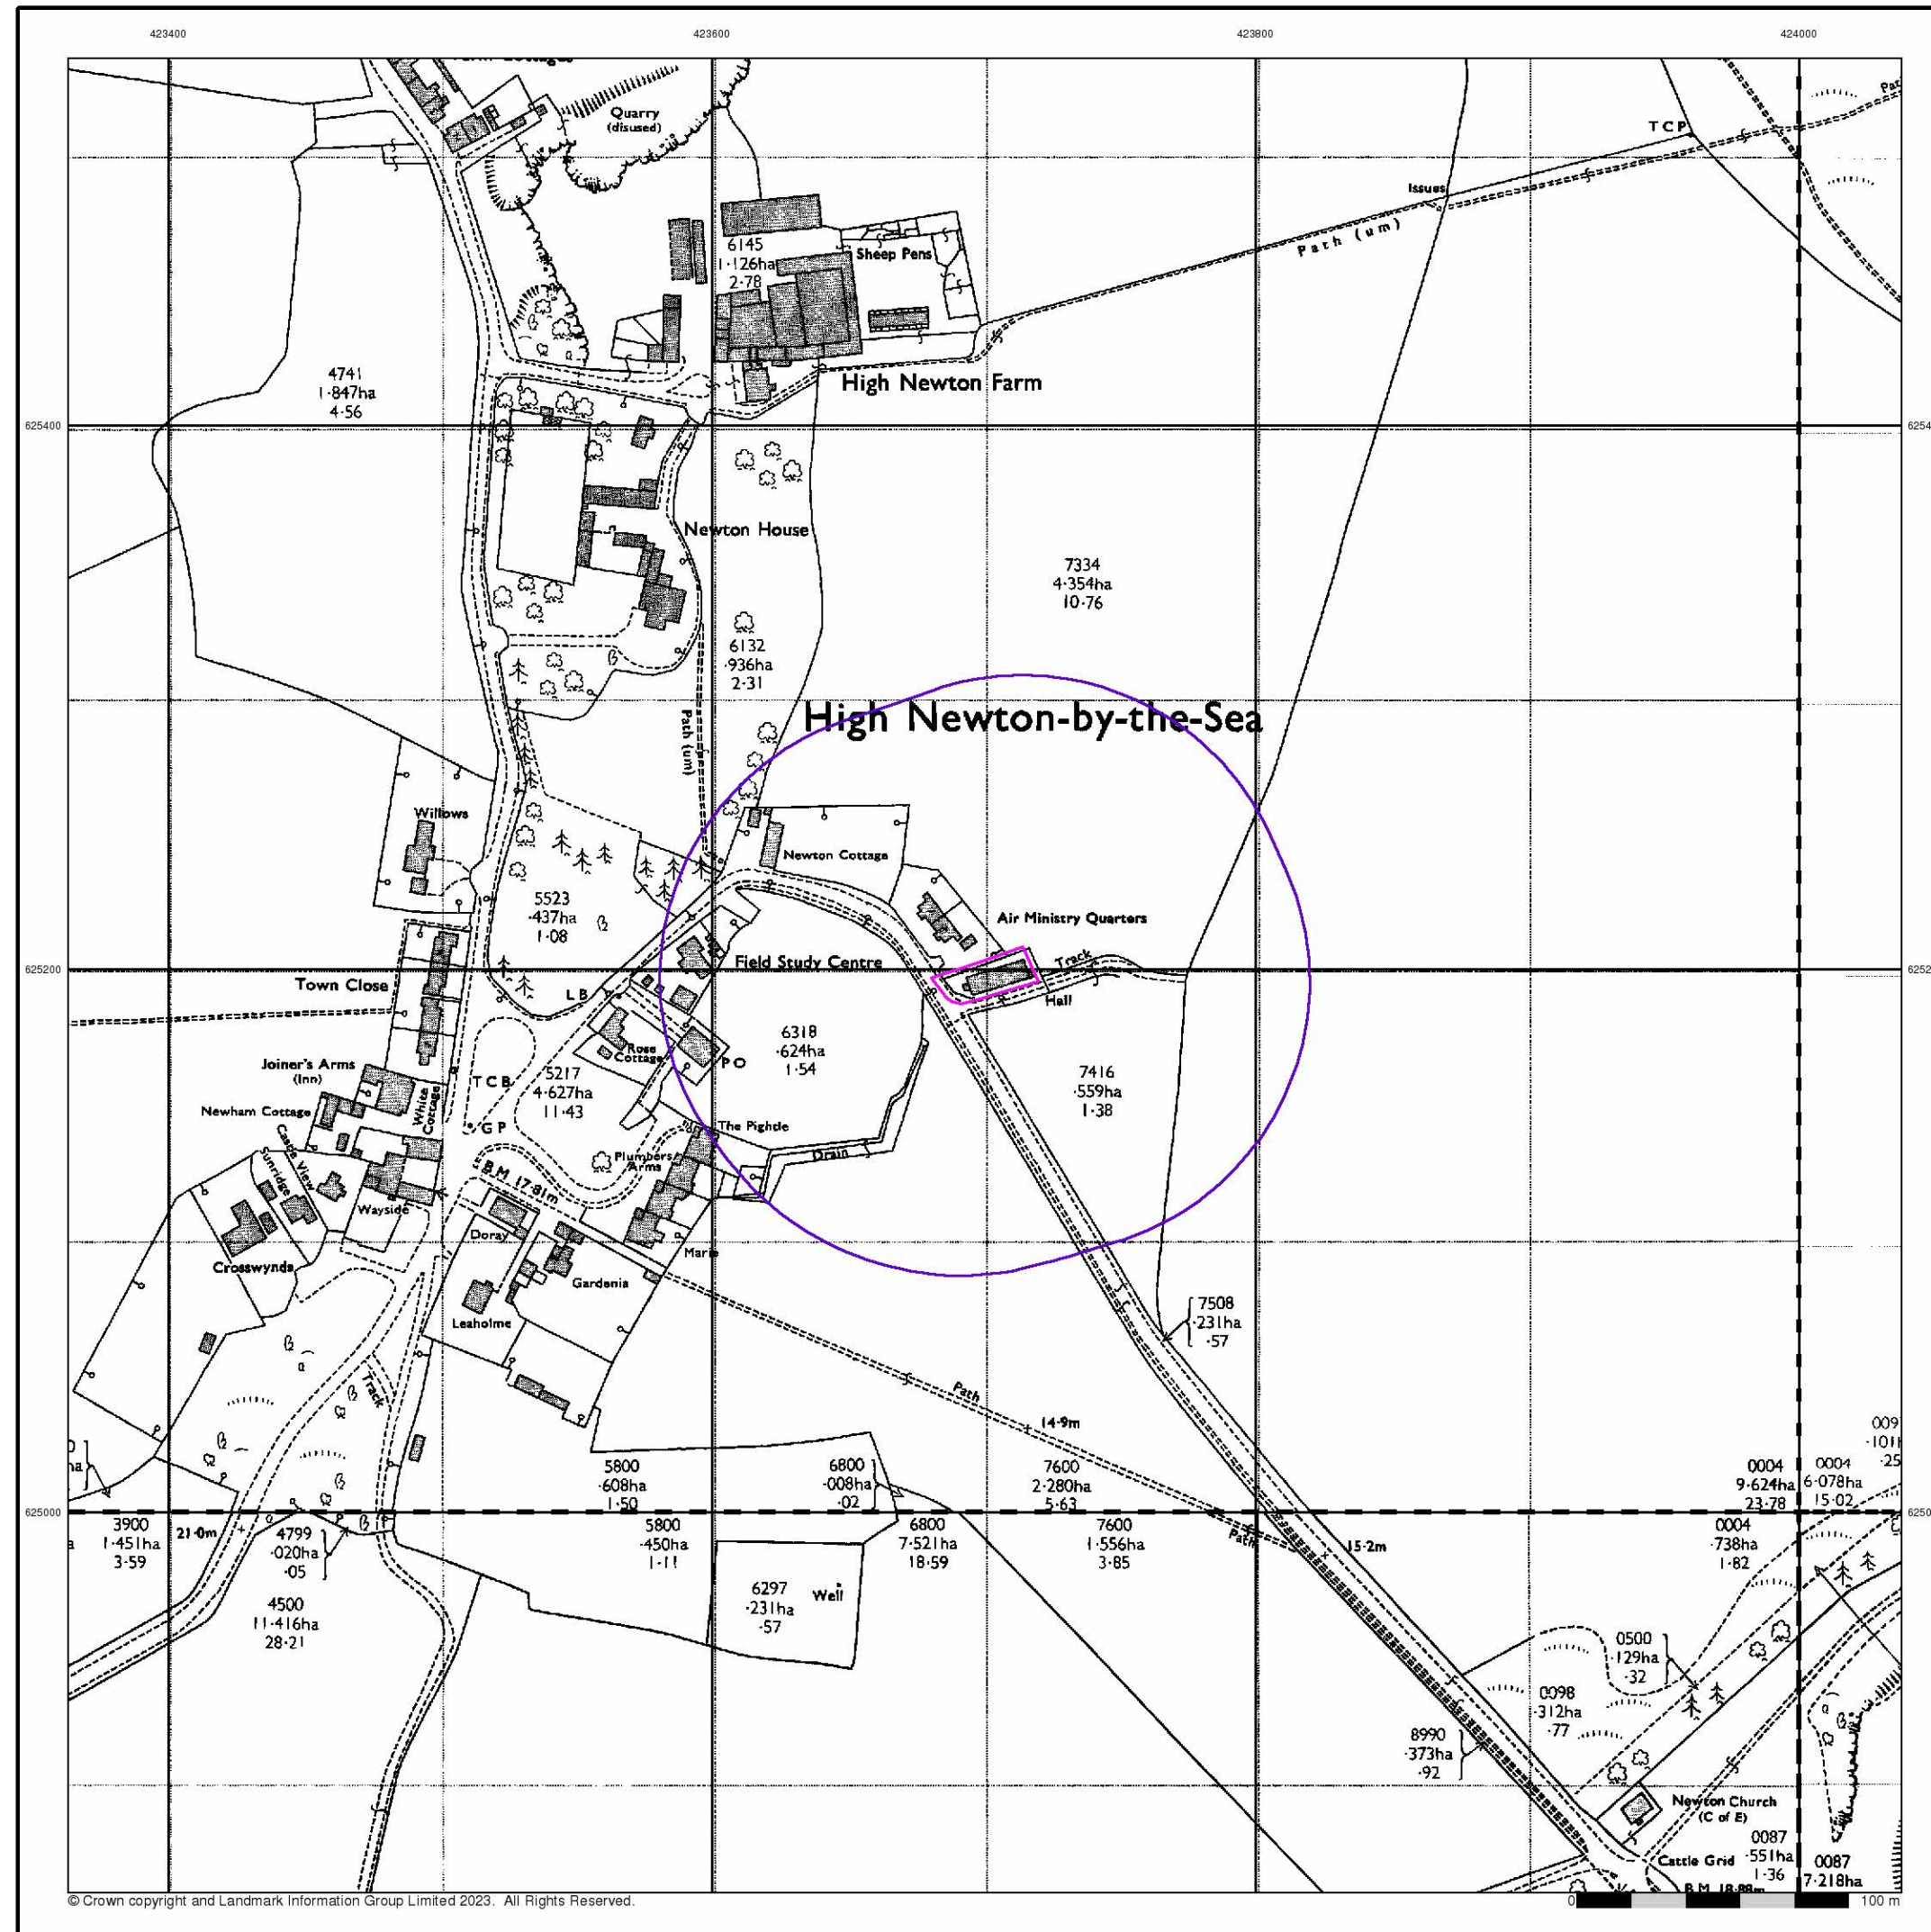 423400
423600
423800
424000
Quarry
(disused)
TCP
Issues
Path (um)
6145
1·126ha
2·78
Sheep Pens
High Newton Farm
4741
1·847ha
4·56
625400
Newton House
7334
4·354ha
10·76
6132
·936ha
2·31
Path (um)
High Newton-by-the-Sea
Willows
Newton Cottage
5523
·437ha
1·08
Air Ministry Quarters
Field Study Centre
Track
Hall
625200
Town Close
LB
6318
·624ha
1·54
Rose
Cottage
PO
Joiner's Arms
(Inn)
TCB
5217
4·627ha
11·43
7416
·559ha
1·38
White
Cottage
Newham Cottage
GP
The Pightle
Castle View
Sunridge
Plumbers
Arms
Drain
BM 17·81m
Wayside
Doray
Marie
Crosswynds
Gardenia
Leaholme
7508
·231ha
·57
Track
Path
14·9m
5800
·608ha
1·50
6800
·008ha
·02
7600
2·280ha
5·63
0004
9·624ha
23·78
0004
6·078ha
15·02
625000
3900
1·451ha
3·59
21·0m
4799
·020ha
·05
5800
·450ha
1·11
6800
7·521ha
18·59
7600
1·556ha
3·85
Path
15·2m
0004
·738ha
1·82
4500
11·416ha
28·21
6297
·231ha
·57
Well
0500
·129ha
·32
0098
·312ha
·77
8990
·373ha
·92
Newton Church
(C of E)
Cattle Grid
0087
·551ha
1·36
0087
7·218ha
BM 18·88m
© Crown copyright and Landmark Information Group Limited 2023. All Rights Reserved.
0
100 m